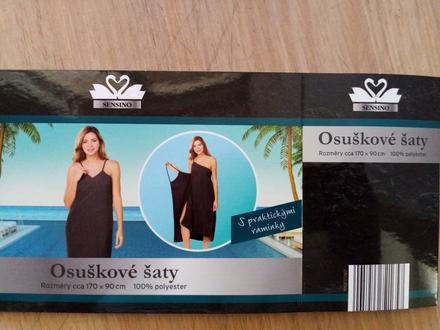 SENSINO
S praktickými
ramínky
Osuškové šaty
Rozměry cca 170 x 90 cm 100% polyester
SENSINO
Osuškové šaty
Rozměry cca 170 x 90 cm 100% polyester